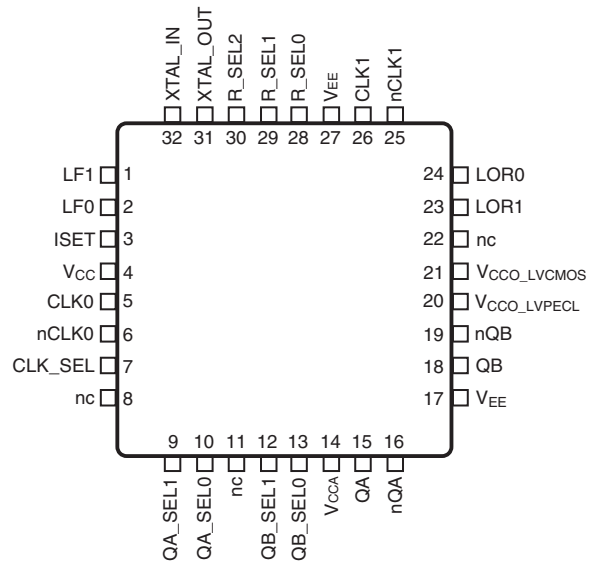 XTAL_IN
XTAL_OUT
R_SEL2
R_SEL1
R_SEL0
VEE
CLK1
nCLK1
32 31 30 29 28 27 26 25
LF1 1
LF0 2
ISET 3
VCC 4
CLK0 5
nCLK0 6
CLK_SEL 7
nc 8
24 LOR0
23 LOR1
22 nc
21 VCCO_LVCMOS
20 VCCO_LVPECL
19 nQB
18 QB
17 VEE
9 10 11 12 13 14 15 16
QA_SEL1
QA_SEL0
nc
QB_SEL1
QB_SEL0
VCCA
QA
nQA